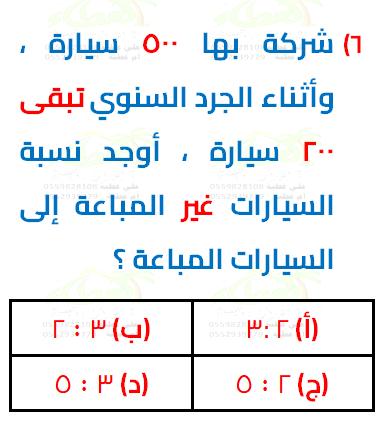 ٦) شركة بها ٥٠٠ سيارة ،
وأثناء الجرد السنوي تبقى
٢٠٠ سيارة ، أوجد نسبة
السيارات غير المباعة إلى
السيارات المباعة ؟
(أ) ٢ : ٣
(ب) ٣ : ٢
(ج) ٢ : ٥
(د) ٣ : ٥